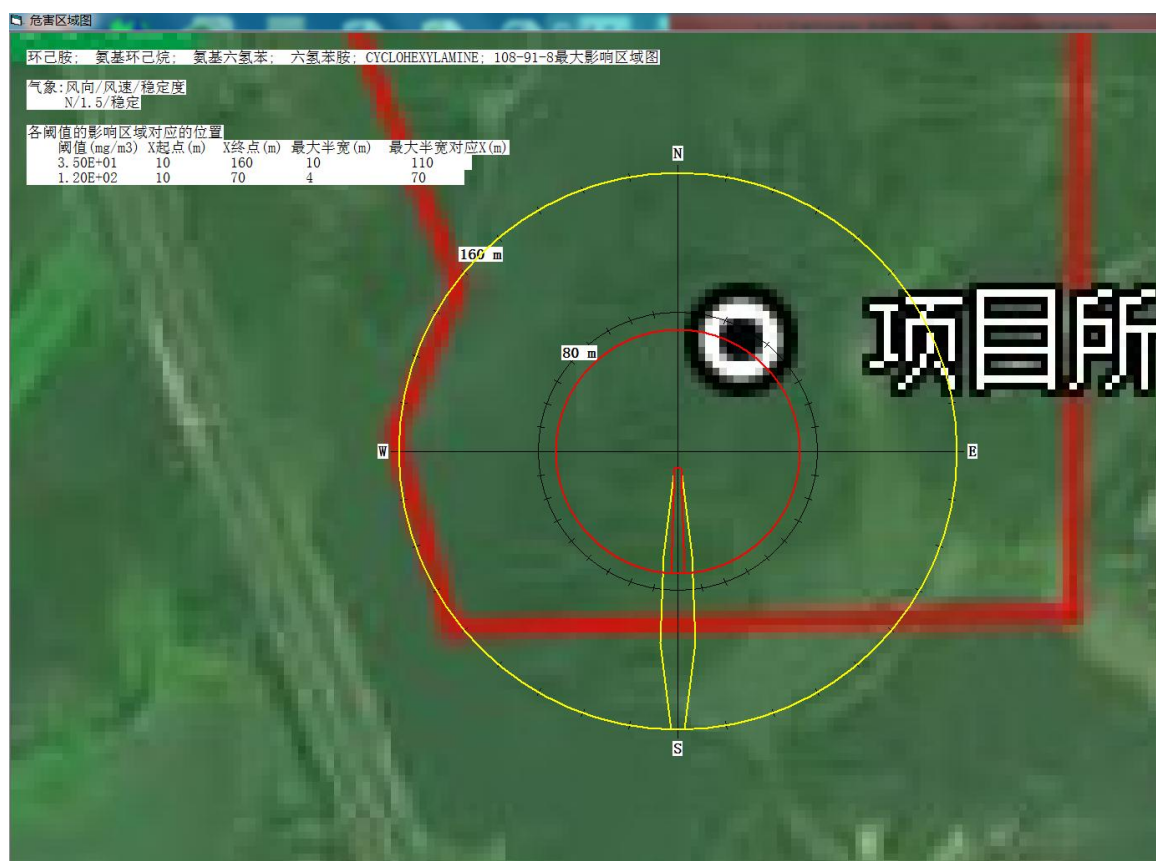 危害区域图
环己胺; 氨基环己烷; 氨基六氢苯; 六氢苯胺; CYCLOHEXYLAMINE; 108-91-8最大影响区域图
气象:风向/风速/稳定度
N/1.5/稳定
各阈值的影响区域对应的位置
阈值(mg/m3) X起点(m) X终点(m) 最大半宽(m) 最大半宽对应X(m)
3.50E+01 10 160 10 110
1.20E+02 10 70 4 70
N
160 m
项目所
80 m
W
E
S